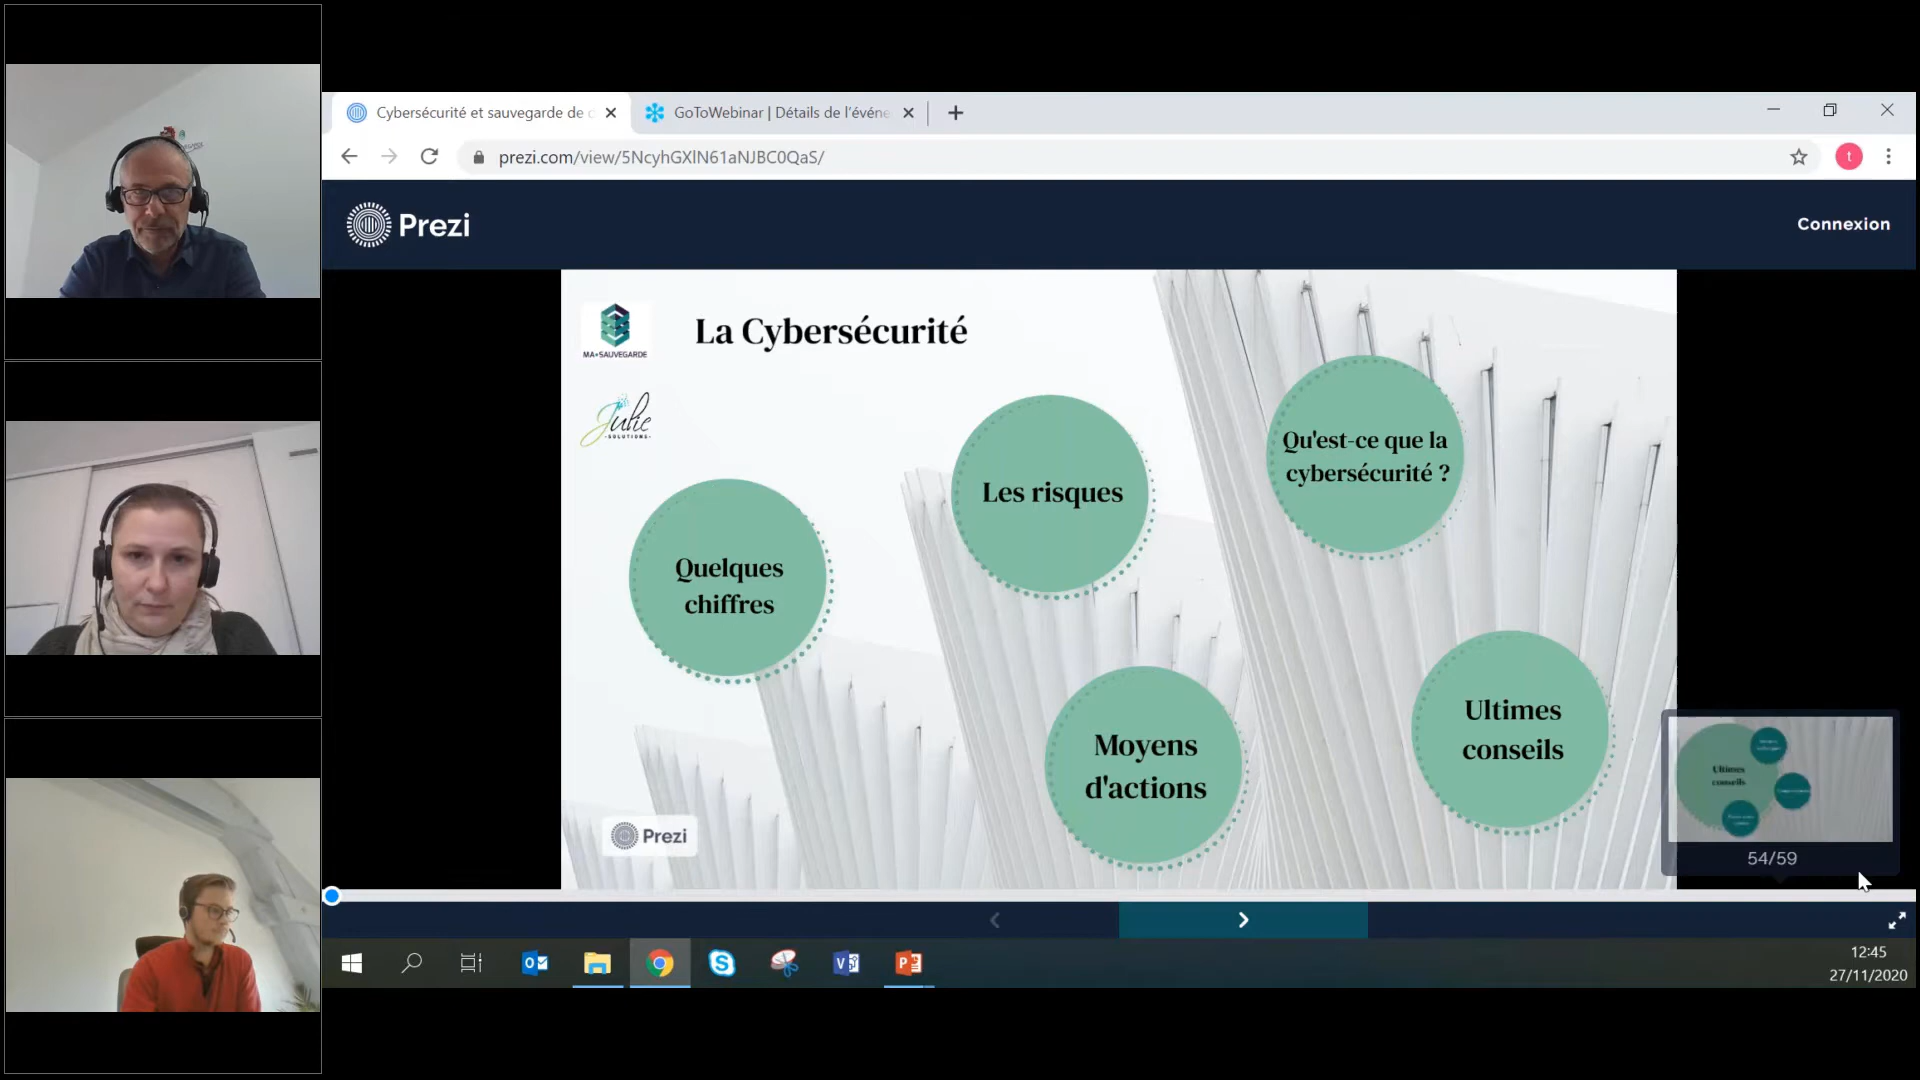 Cybersécurité et sauvegarde de
GoToWebinar | Détails de l'événe
prezi.com/view/5NcyhGXlN61aNJBC0QaS/
t
Prezi
Connexion
MA•SAUVEGARDE
La Cybersécurité
Julie
•SOLUTIONS•
Qu'est-ce que la
cybersécurité ?
Les risques
Quelques
chiffres
Moyens
d'actions
Ultimes
conseils
Prezi
Ultimes
conseils
54/59
12:45
27/11/2020